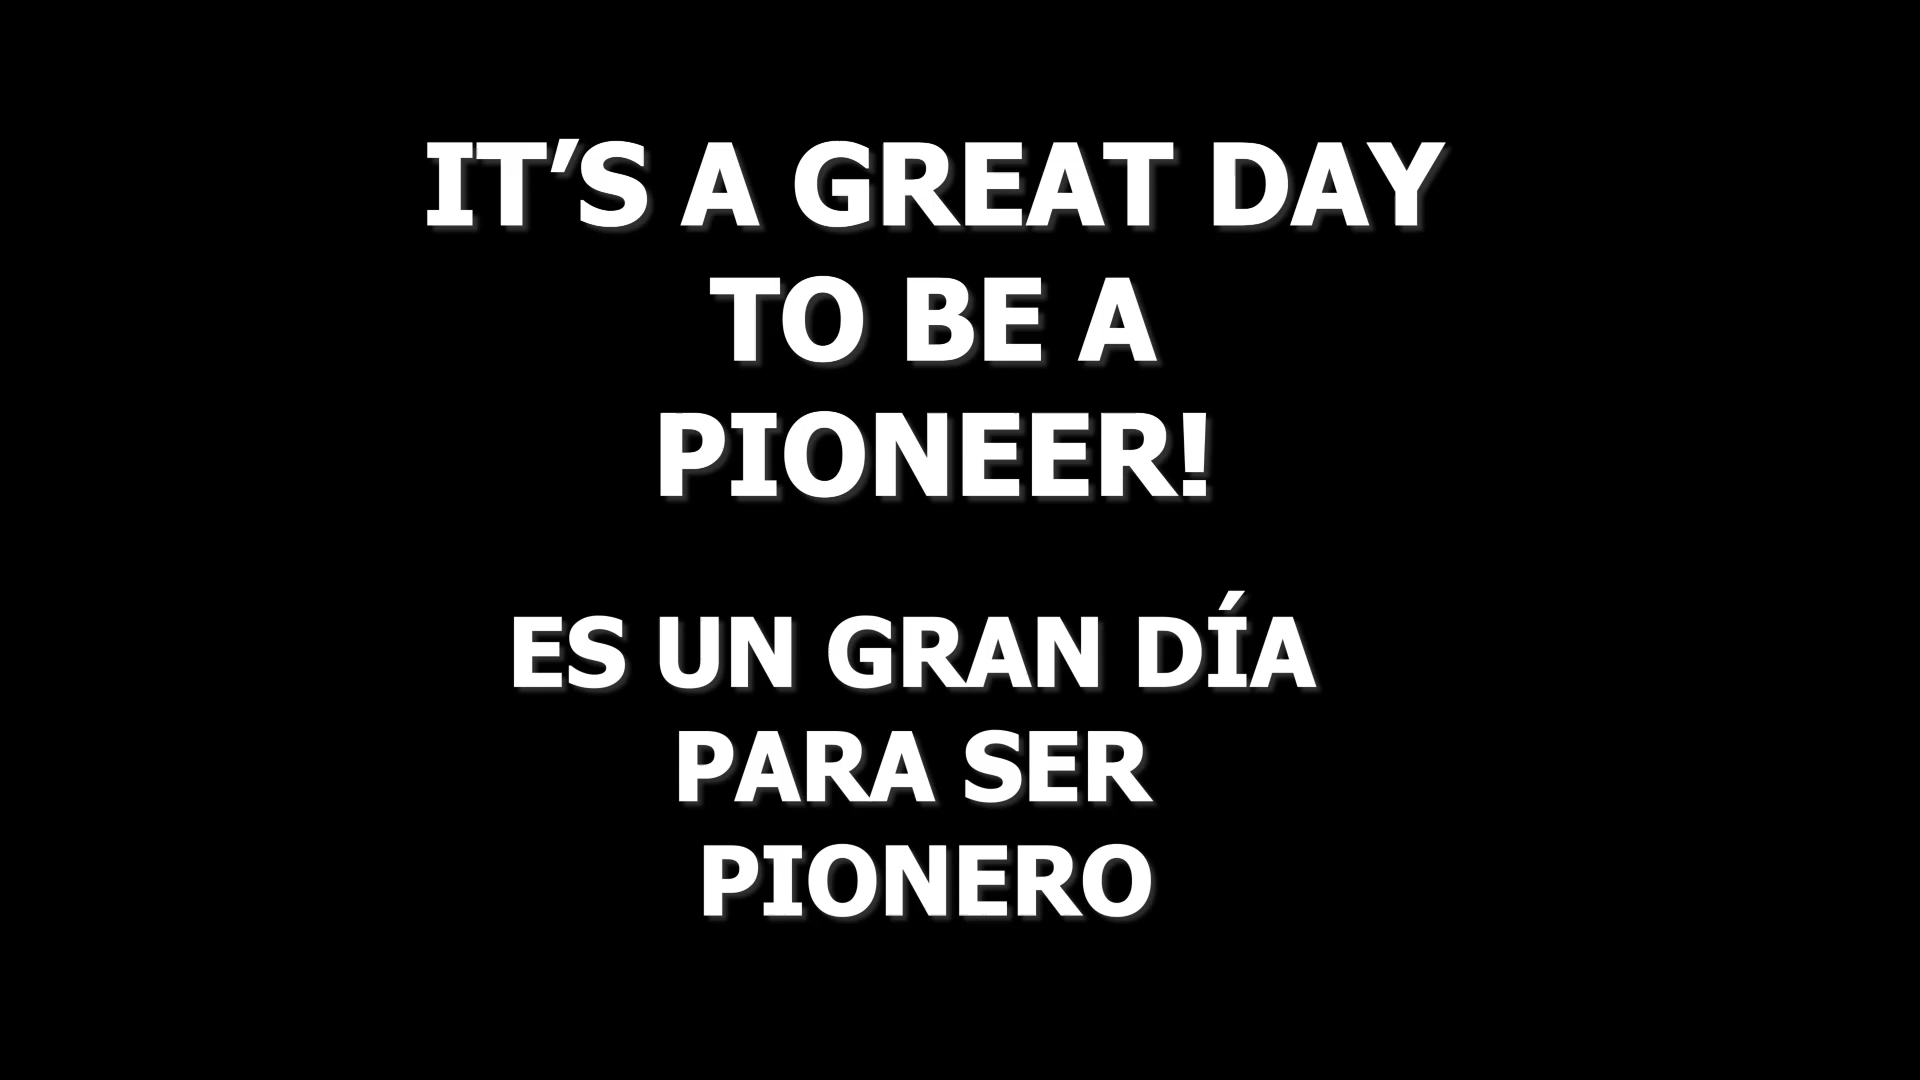 IT’S A GREAT DAY
TO BE A
PIONEER!
ES UN GRAN DÍA
PARA SER
PIONERO